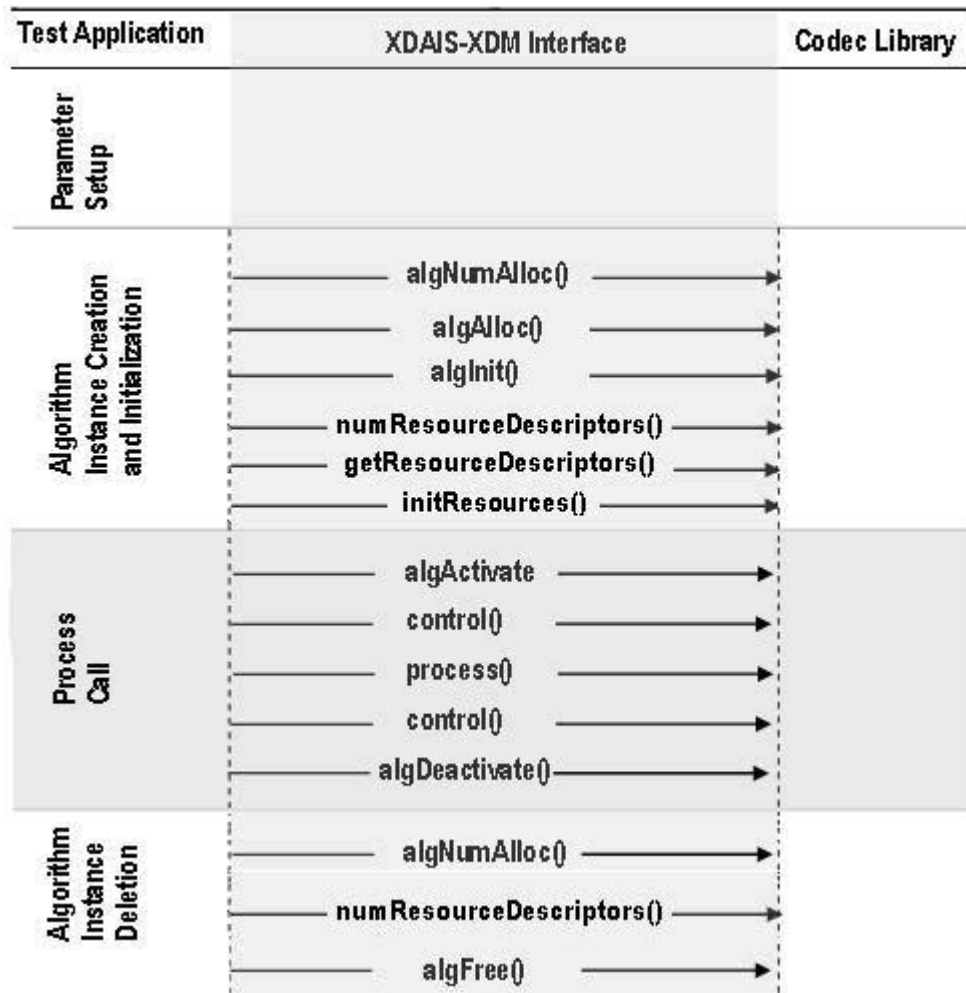 Test Application
XDAIS-XDM Interface
Codec Library
Parameter
Setup
Algorithm
Instance Creation
and Initialization
algNumAlloc()
algAlloc()
algInit()
numResourceDescriptors()
getResourceDescriptors()
initResources()
Process
Call
algActivate
control()
process()
control()
algDeactivate()
Algorithm
Instance
Deletion
algNumAlloc()
numResourceDescriptors()
algFree()